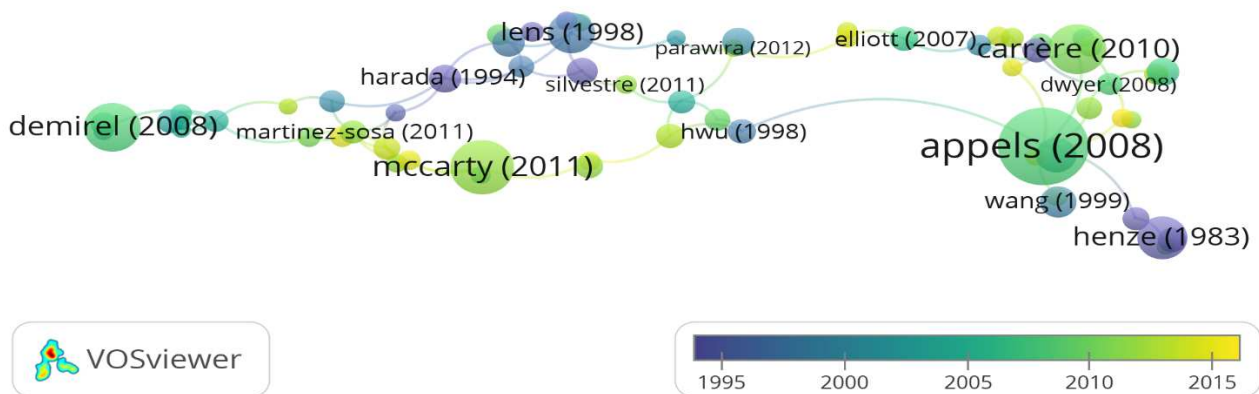 lens (1998)
parawira (2012)
elliott (2007)
carrère (2010)
harada (1994)
silvestre (2011)
dwyer (2008)
demirel (2008)
martinez-sosa (2011)
hwu (1998)
mccarty (2011)
appels (2008)
wang (1999)
henze (1983)
VOSviewer
1995 2000 2005 2010 2015